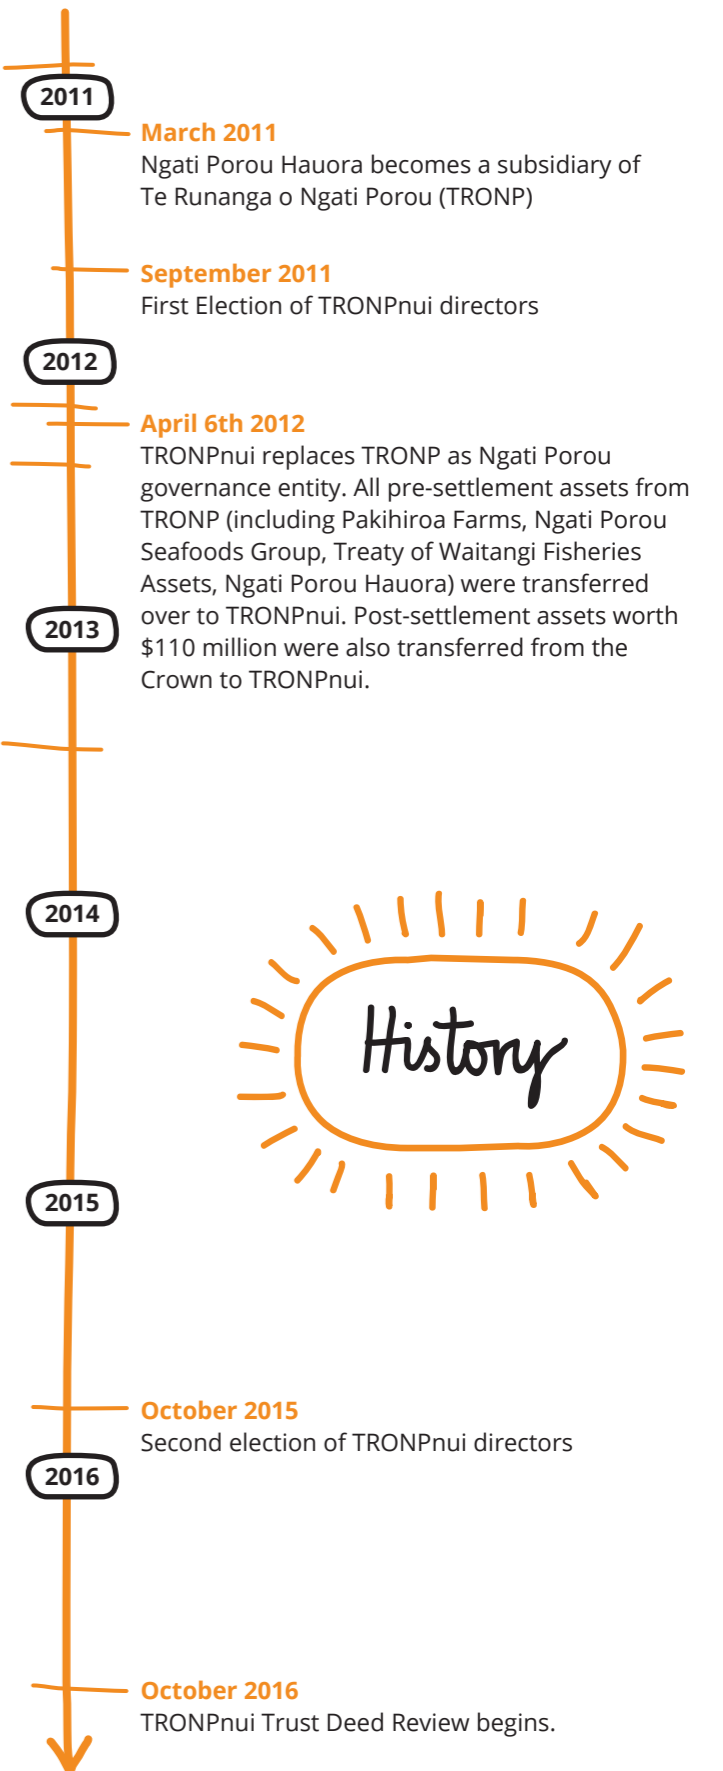 2011
March 2011
Ngati Porou Hauora becomes a subsidiary of
Te Runanga o Ngati Porou (TRONP)
September 2011
First Election of TRONPnui directors
2012
April 6th 2012
TRONPnui replaces TRONP as Ngati Porou
governance entity. All pre-settlement assets from
TRONP (including Pakihiroa Farms, Ngati Porou
Seafoods Group, Treaty of Waitangi Fisheries
Assets, Ngati Porou Hauora) were transferred
over to TRONPnui. Post-settlement assets worth
$110 million were also transferred from the
Crown to TRONPnui.
2013
2014
History
2015
October 2015
Second election of TRONPnui directors
2016
October 2016
TRONPnui Trust Deed Review begins.